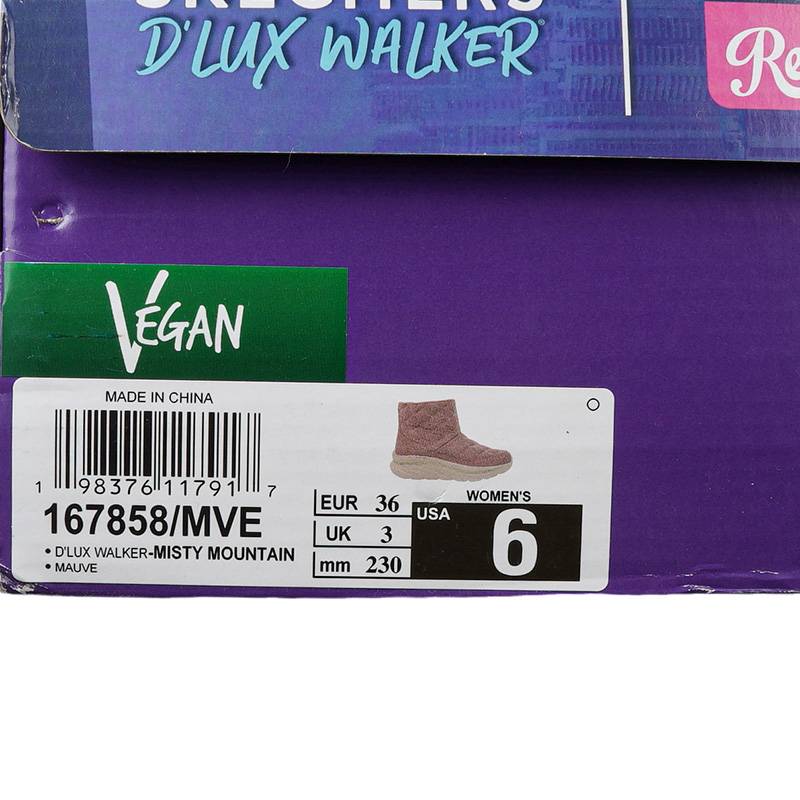 SKECHERS
D'LUX WALKER
VEGAN
MADE IN CHINA
1 98376 11791 7
167858/MVE
• D'LUX WALKER-MISTY MOUNTAIN
• MAUVE
EUR 36
UK 3
mm 230
WOMEN'S
USA 6